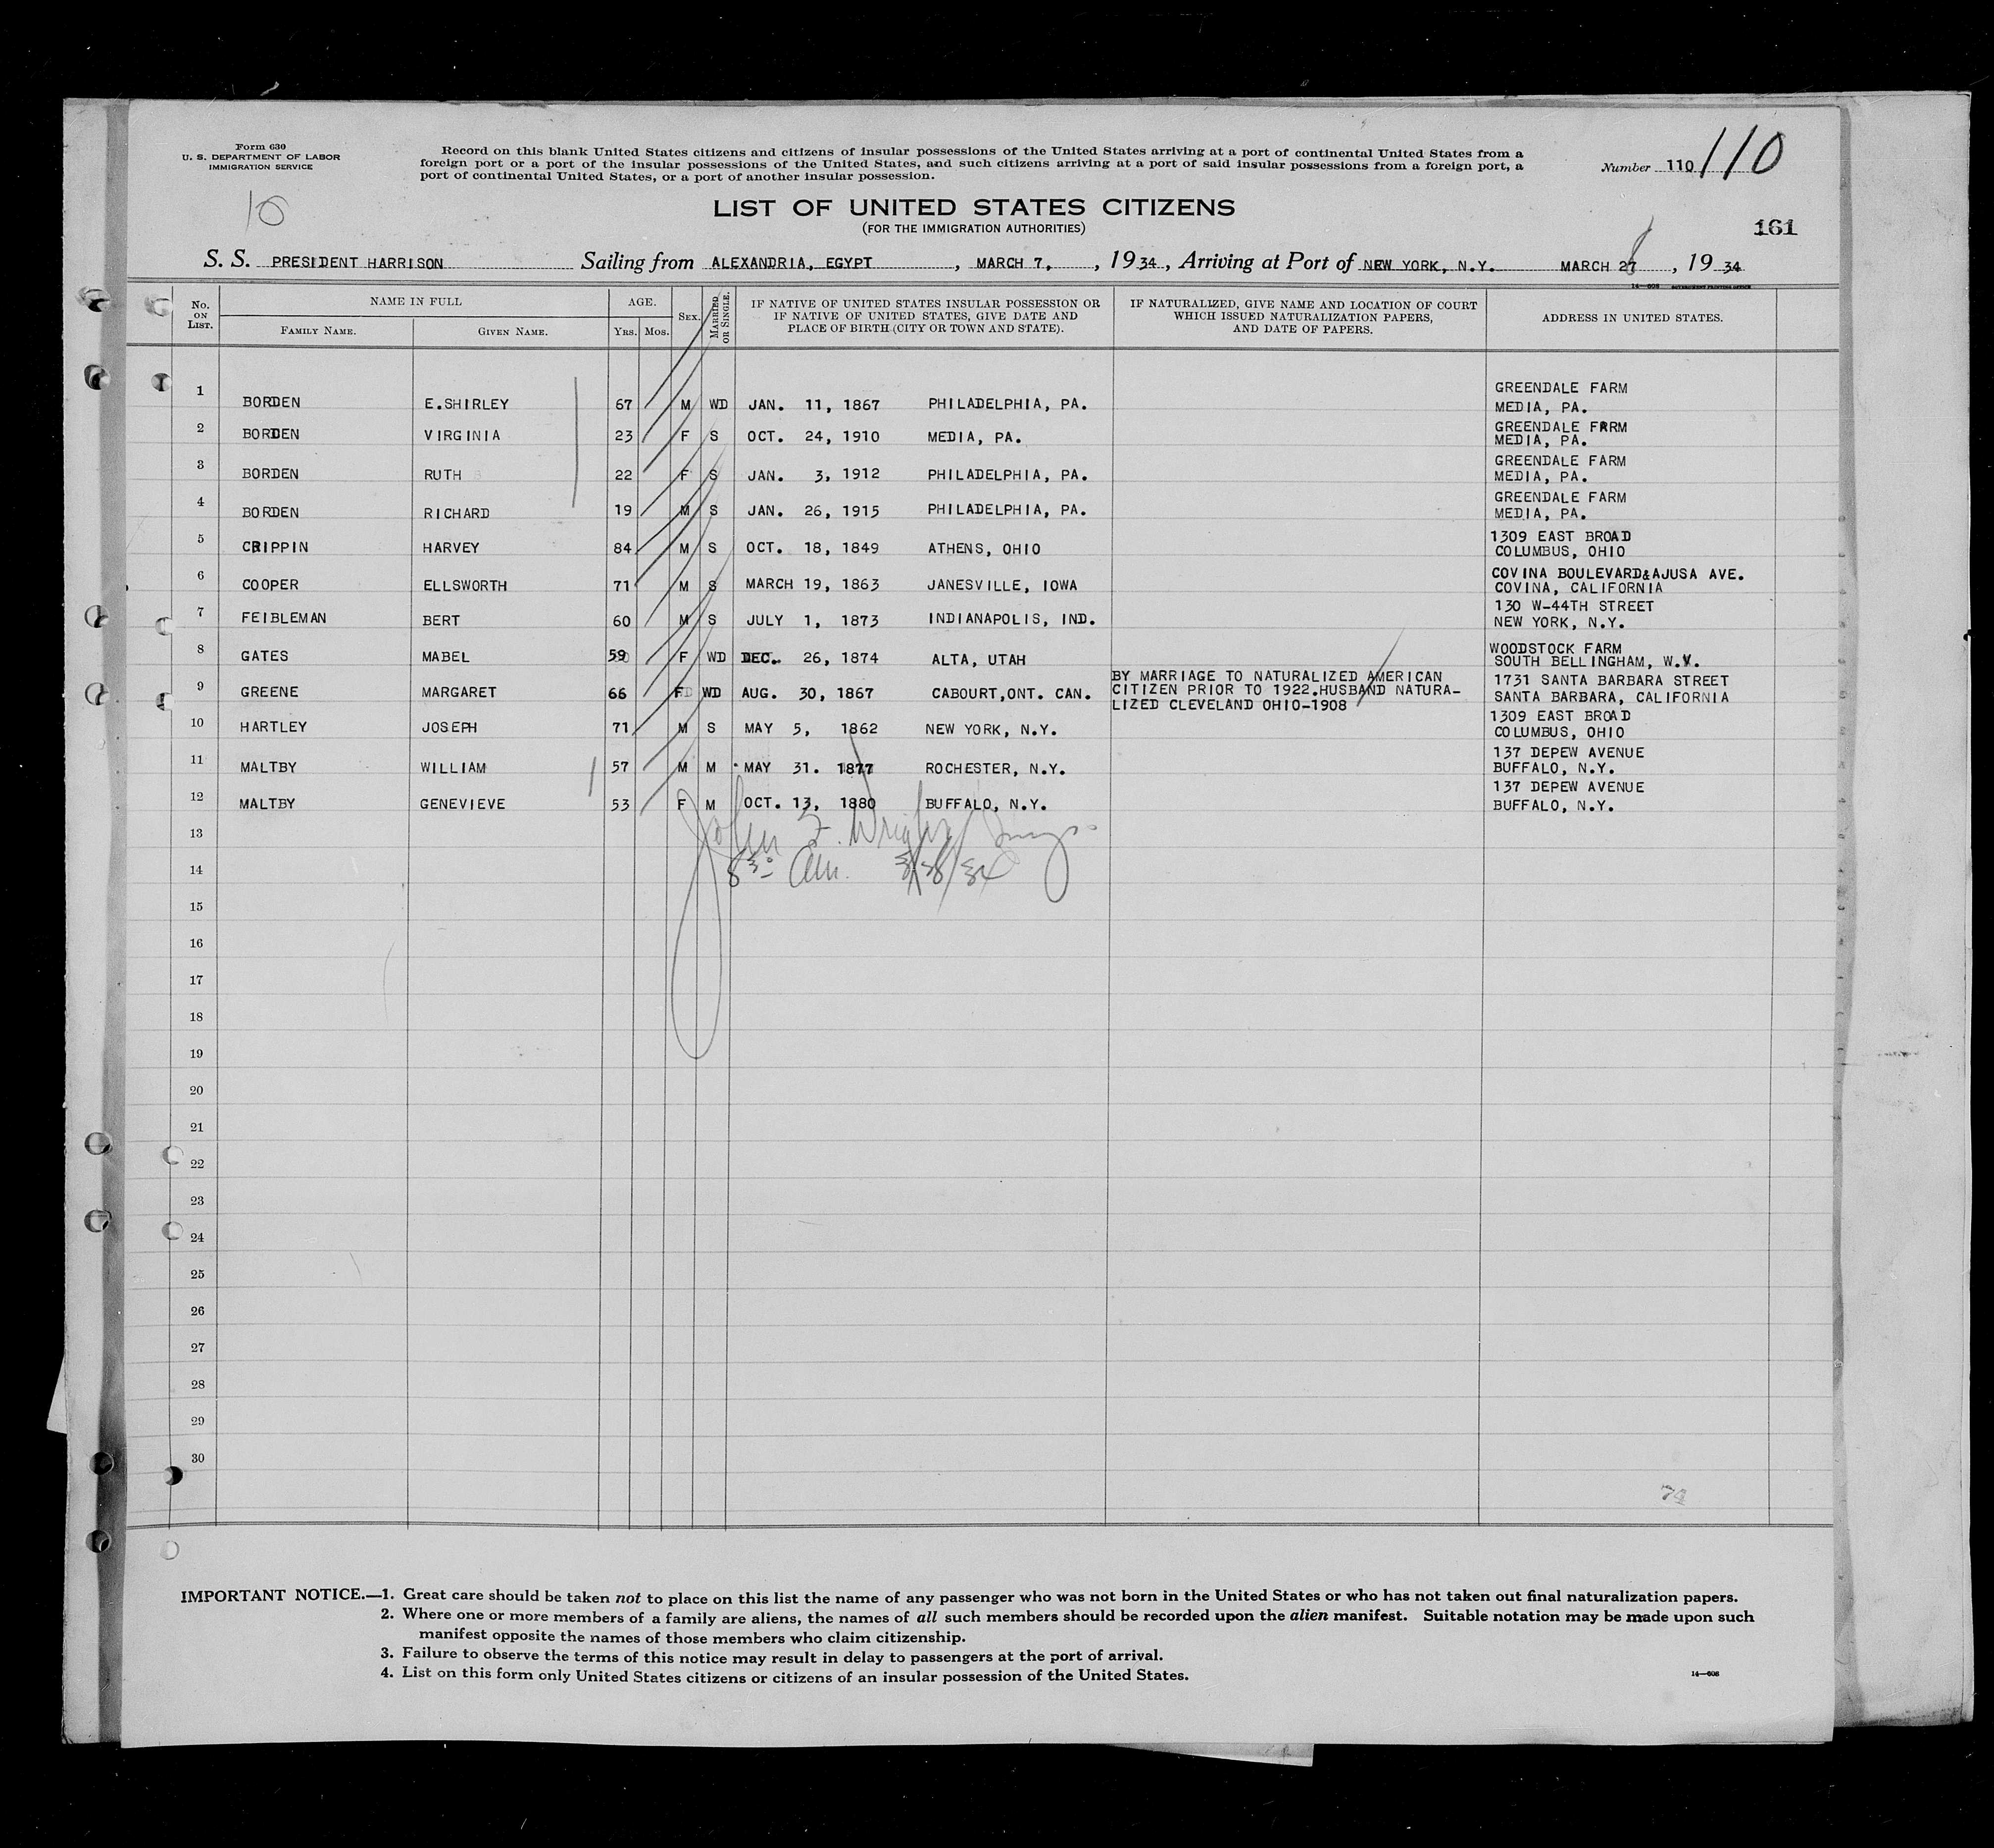 Form 630
U. S. DEPARTMENT OF LABOR
IMMIGRATION SERVICE
Record on this blank United States citizens and citizens of insular possessions of the United States arriving at a port of continental United States from a
foreign port or a port of the insular possessions of the United States, and such citizens arriving at a port of said insular possessions from a foreign port, a
port of continental United States, or a port of another insular possession.
Number 110 110
10
LIST OF UNITED STATES CITIZENS
(FOR THE IMMIGRATION AUTHORITIES)
161
S. S. PRESIDENT HARRISON Sailing from ALEXANDRIA, EGYPT, MARCH 7, , 1934, Arriving at Port of NEW YORK, N.Y. MARCH 28, 1934
14—608 GOVERNMENT PRINTING OFFICE
No. ON LIST. NAME IN FULL FAMILY NAME. GIVEN NAME. AGE. YRS. MOS. SEX. MARRIED OR SINGLE. IF NATIVE OF UNITED STATES INSULAR POSSESSION OR IF NATIVE OF UNITED STATES, GIVE DATE AND PLACE OF BIRTH (CITY OR TOWN AND STATE). IF NATURALIZED, GIVE NAME AND LOCATION OF COURT WHICH ISSUED NATURALIZATION PAPERS, AND DATE OF PAPERS. ADDRESS IN UNITED STATES.
1 BORDEN E.SHIRLEY 67 M WD JAN. 11, 1867 PHILADELPHIA, PA. GREENDALE FARM MEDIA, PA.
2 BORDEN VIRGINIA 23 F S OCT. 24, 1910 MEDIA, PA. GREENDALE FARM MEDIA, PA.
3 BORDEN RUTH 22 F S JAN. 3, 1912 PHILADELPHIA, PA. GREENDALE FARM MEDIA, PA.
4 BORDEN RICHARD 19 M S JAN. 26, 1915 PHILADELPHIA, PA. GREENDALE FARM MEDIA, PA.
5 CRIPPIN HARVEY 84 M S OCT. 18, 1849 ATHENS, OHIO 1309 EAST BROAD COLUMBUS, OHIO
6 COOPER ELLSWORTH 71 M S MARCH 19, 1863 JANESVILLE, IOWA COVINA BOULEVARD&AJUSA AVE. COVINA, CALIFORNIA
7 FEIBLEMAN BERT 60 M S JULY 1, 1873 INDIANAPOLIS, IND. 130 W-44TH STREET NEW YORK, N.Y.
8 GATES MABEL 59 F WD DEC. 26, 1874 ALTA, UTAH WOODSTOCK FARM SOUTH BELLINGHAM, W.V.
9 GREENE MARGARET 66 F WD AUG. 30, 1867 CABOURT,ONT. CAN. BY MARRIAGE TO NATURALIZED AMERICAN CITIZEN PRIOR TO 1922.HUSBAND NATURA-LIZED CLEVELAND OHIO-1908 1731 SANTA BARBARA STREET SANTA BARBARA, CALIFORNIA
10 HARTLEY JOSEPH 71 M S MAY 5, 1862 NEW YORK, N.Y. 1309 EAST BROAD COLUMBUS, OHIO
11 MALTBY WILLIAM 57 M M MAY 31. 1877 ROCHESTER, N.Y. 137 DEPEW AVENUE BUFFALO, N.Y.
12 MALTBY GENEVIEVE 53 F M OCT. 13, 1880 BUFFALO, N.Y. 137 DEPEW AVENUE BUFFALO, N.Y.
13 John F. Wright
14 8 30 am. 3/28/34
15
16
17
18
19
20
21
22
23
24
25
26
27
28
29
30
74
IMPORTANT NOTICE.—1. Great care should be taken not to place on this list the name of any passenger who was not born in the United States or who has not taken out final naturalization papers.
2. Where one or more members of a family are aliens, the names of all such members should be recorded upon the alien manifest. Suitable notation may be made upon such
manifest opposite the names of those members who claim citizenship.
3. Failure to observe the terms of this notice may result in delay to passengers at the port of arrival.
4. List on this form only United States citizens or citizens of an insular possession of the United States.
14—608